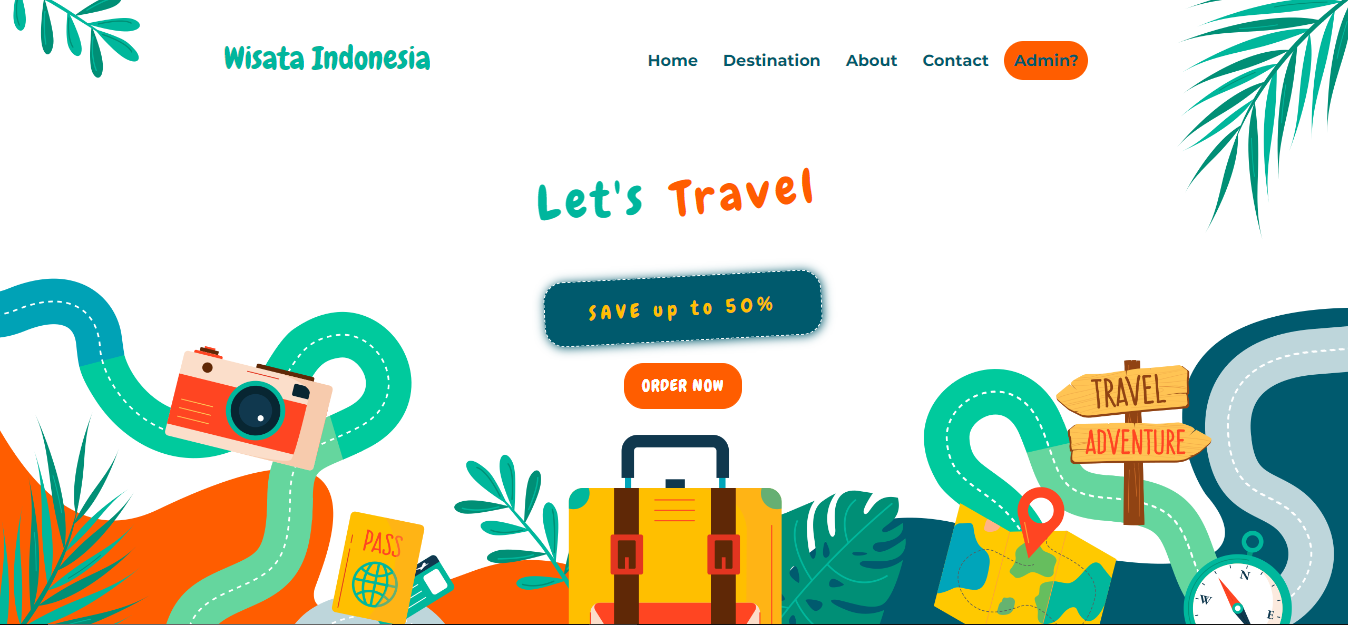 Wisata Indonesia
Home Destination About Contact Admin?
Let's Travel
SAVE up to 50%
ORDER NOW
TRAVEL
ADVENTURE
PASS
N
W
E